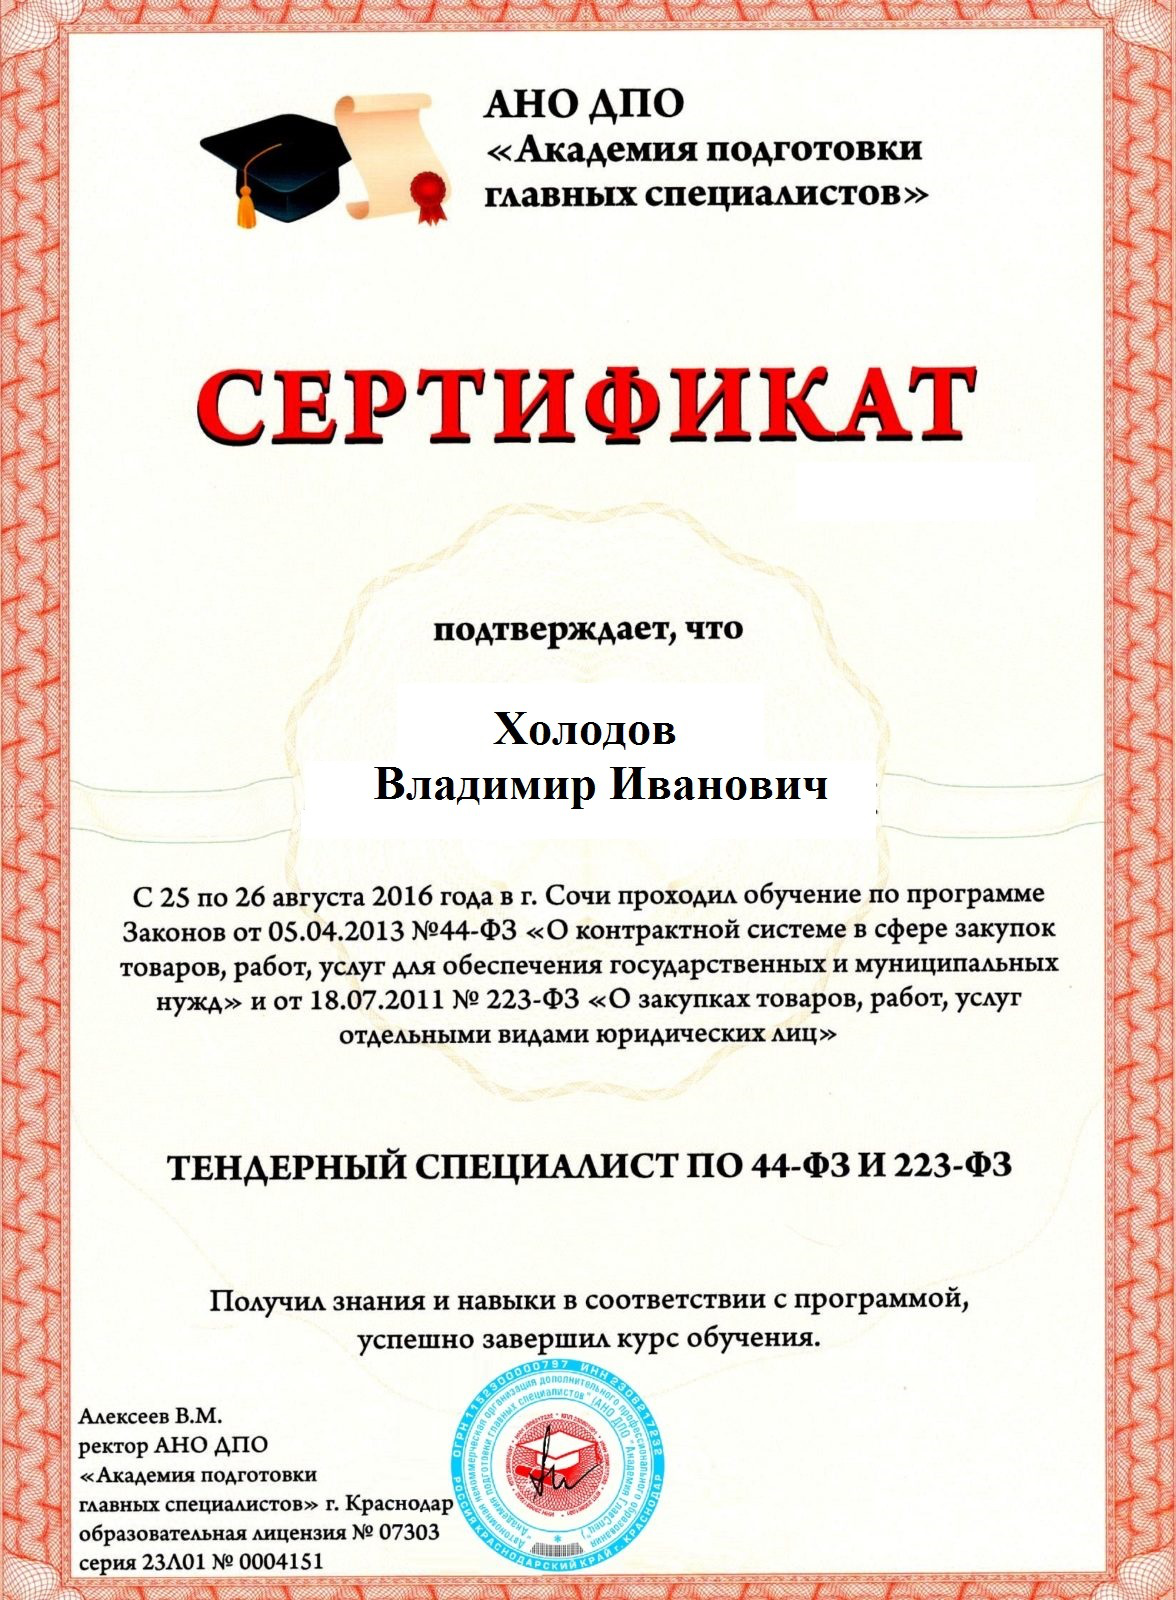 АНО ДПО
«Академия подготовки
главных специалистов»
СЕРТИФИКАТ
подтверждает, что
Холодов
Владимир Иванович
С 25 по 26 августа 2016 года в г. Сочи проходил обучение по программе
Законов от 05.04.2013 №44-ФЗ «О контрактной системе в сфере закупок
товаров, работ, услуг для обеспечения государственных и муниципальных
нужд» и от 18.07.2011 № 223-ФЗ «О закупках товаров, работ, услуг
отдельными видами юридических лиц»
ТЕНДЕРНЫЙ СПЕЦИАЛИСТ ПО 44-ФЗ И 223-ФЗ
Получил знания и навыки в соответствии с программой,
успешно завершил курс обучения.
Алексеев В.М.
ректор АНО ДПО
«Академия подготовки
главных специалистов» г. Краснодар
образовательная лицензия № 07303
серия 23Л01 № 0004151
ОГРН 1152300000797 ИНН 2306217232
РОССИЯ КРАСНОДАРСКИЙ КРАЙ г. КРАСНОДАР
Автономная некоммерческая организация дополнительного профессионального образования
"Академия подготовки главных специалистов" (АНО ДПО "Академия ГлавСпец")